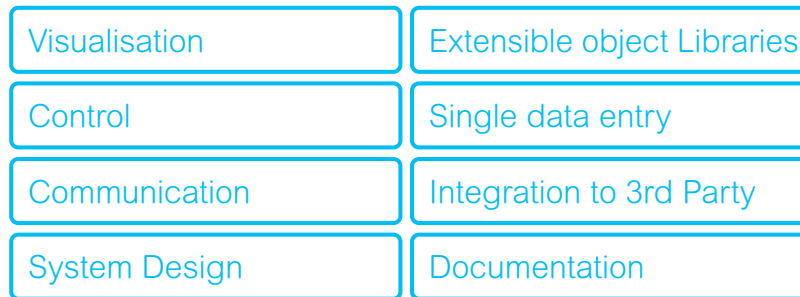 Visualisation
Extensible object Libraries
Control
Single data entry
Communication
Integration to 3rd Party
System Design
Documentation